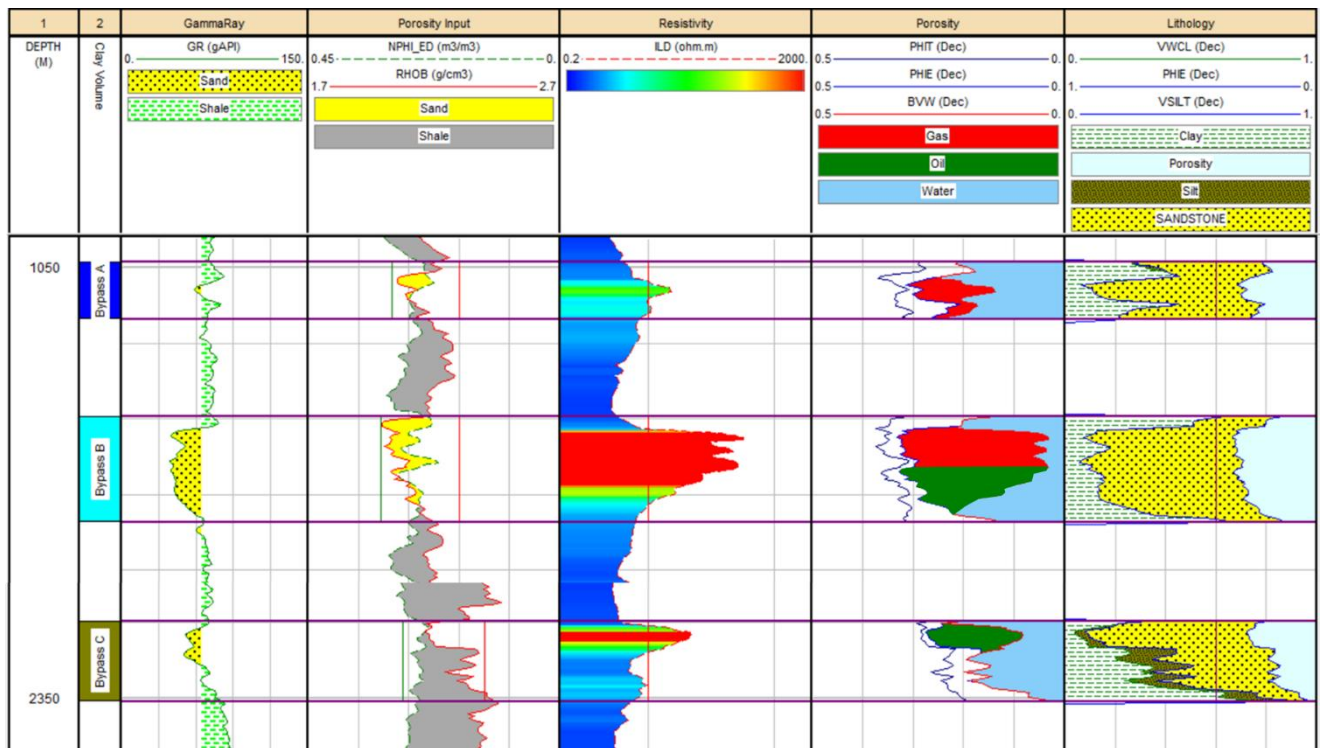 1 2 GammaRay Porosity Input Resistivity Porosity Lithology
DEPTH (M)
Clay Volume
GR (gAPI)
0. 150.
Sand
Shale
NPHI_ED (m3/m3)
0.45 0.
RHOB (g/cm3)
1.7 2.7
Sand
Shale
ILD (ohm.m)
0.2 2000.
PHIT (Dec)
0.5 0.
PHIE (Dec)
0.5 0.
BVW (Dec)
0.5 0.
Gas
Oil
Water
VWCL (Dec)
0. 1.
PHIE (Dec)
1. 0.
VSILT (Dec)
0. 1.
Clay
Porosity
Silt
SANDSTONE
1050
Bypass A
Bypass B
Bypass C
2350